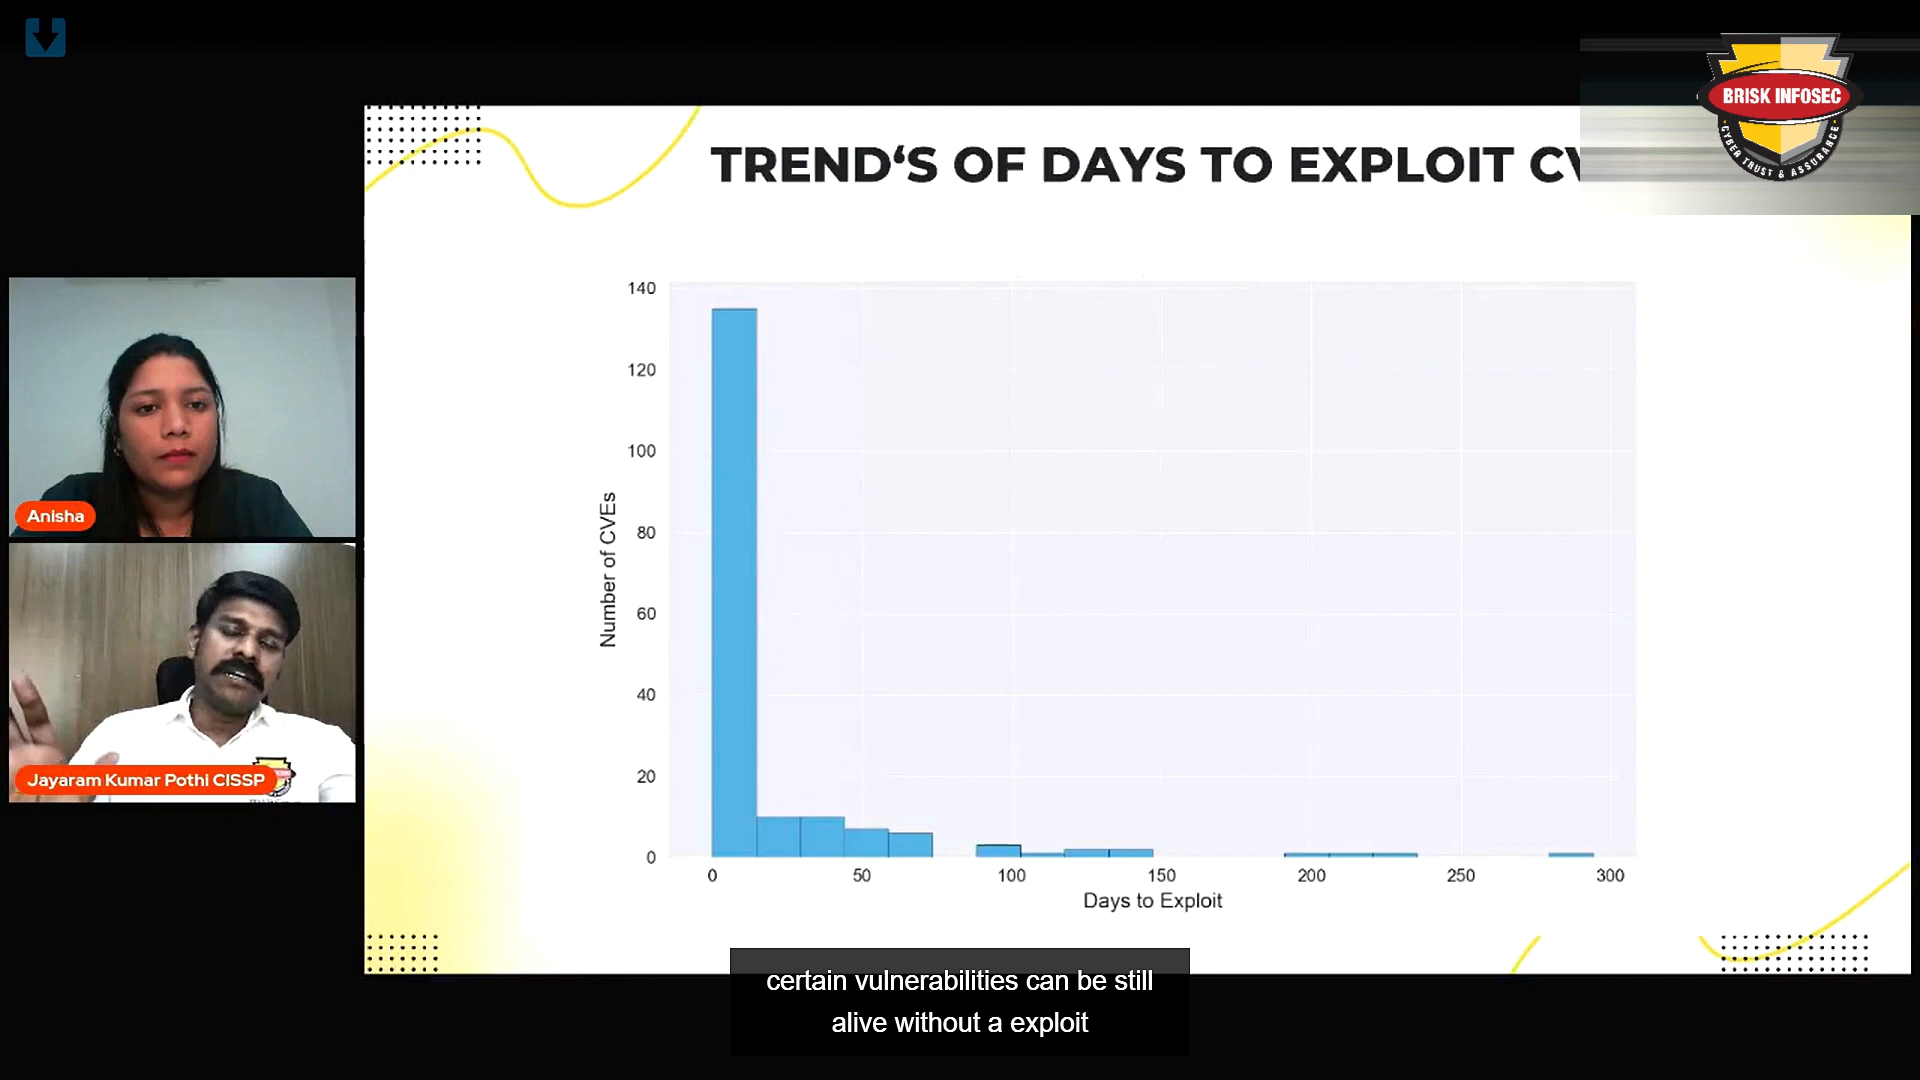 BRISK INFOSEC
CYBER TRUST & ASSURANCE
TREND‘S OF DAYS TO EXPLOIT CV
140
120
100
80
60
40
20
0
Number of CVEs
0 50 100 150 200 250 300
Days to Exploit
Anisha
Jayaram Kumar Pothi CISSP
certain vulnerabilities can be still
alive without a exploit